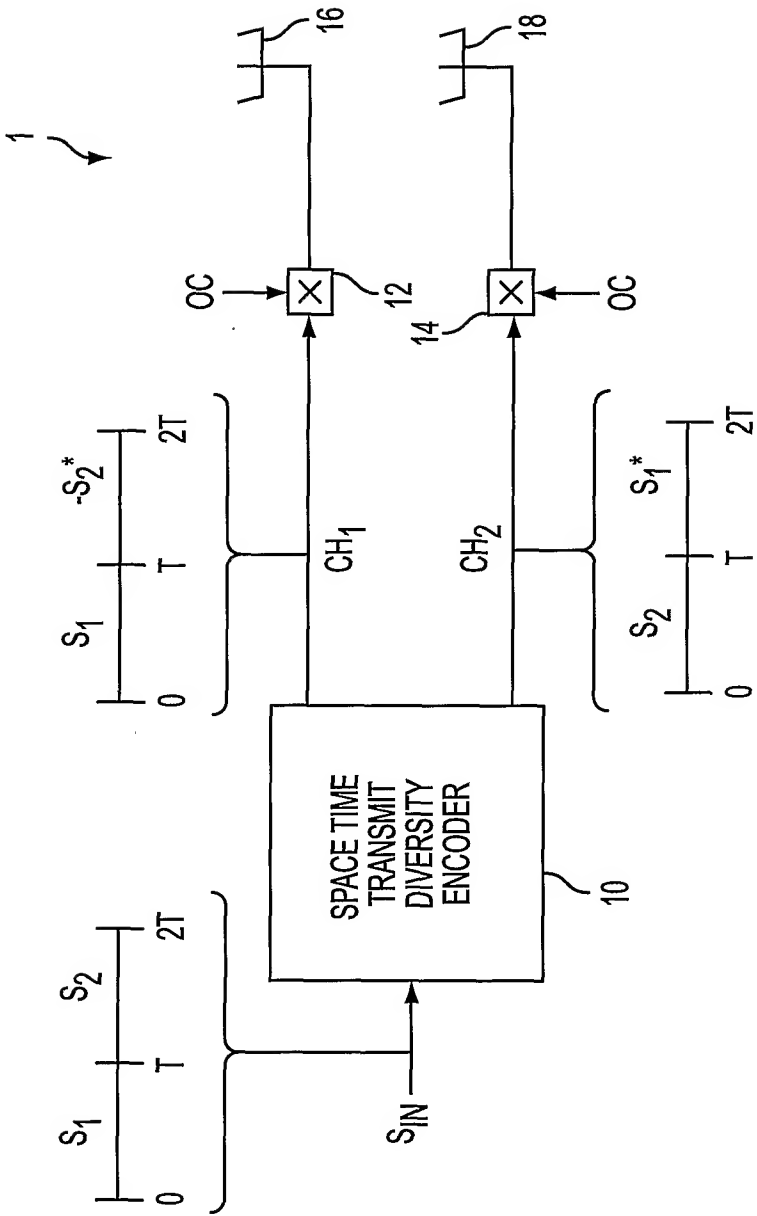 1
S1 S2
0 T 2T
SIN
SPACE TIME
TRANSMIT
DIVERSITY
ENCODER
10
S1 -S2*
0 T 2T
CH1
OC
X
12
16
CH2
14
X
OC
18
S2 S1*
0 T 2T